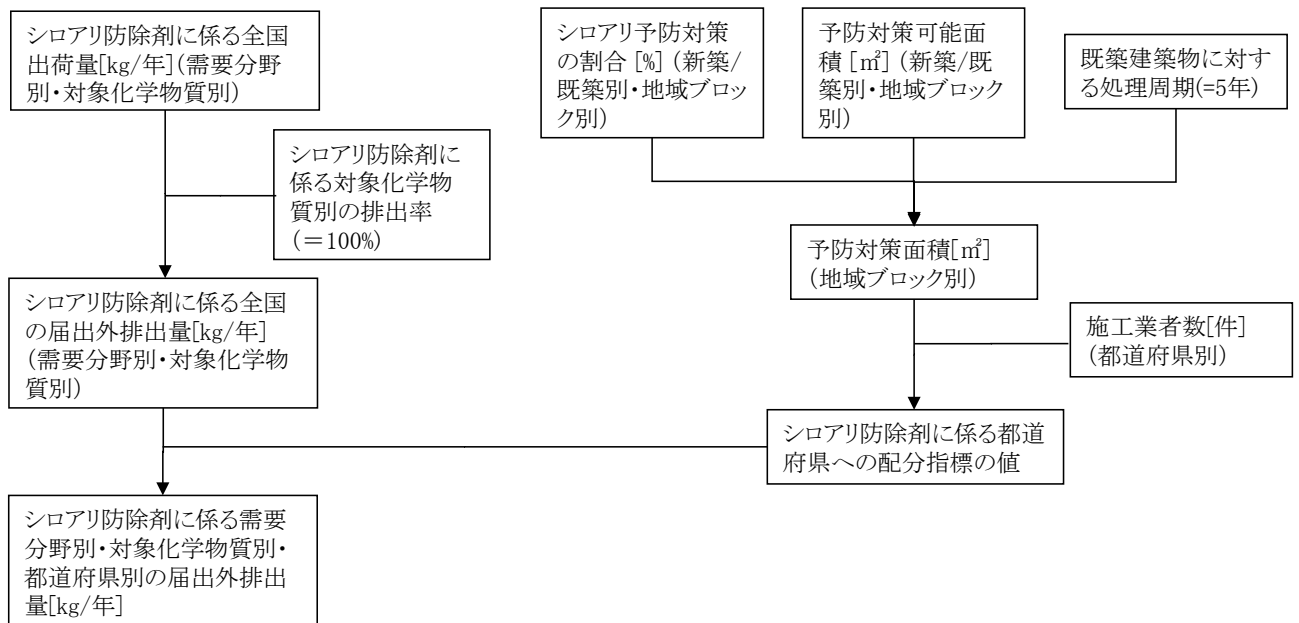 シロアリ防除剤に係る全国
出荷量[kg/年](需要分野
別・対象化学物質別)
シロアリ予防対策
の割合[%](新築/
既築別・地域ブロッ
ク別)
予防対策可能面
積[㎡](新築/既
築別・地域ブロック
別)
既築建築物に対す
る処理周期(=5年)
シロアリ防除剤に
係る対象化学物
質別の排出率
(=100%)
予防対策面積[㎡]
(地域ブロック別)
シロアリ防除剤に係る全国
の届出外排出量[kg/年]
(需要分野別・対象化学物
質別)
施工業者数[件]
(都道府県別)
シロアリ防除剤に係る都道
府県への配分指標の値
シロアリ防除剤に係る需要
分野別・対象化学物質別・
都道府県別の届出外排出
量[kg/年]